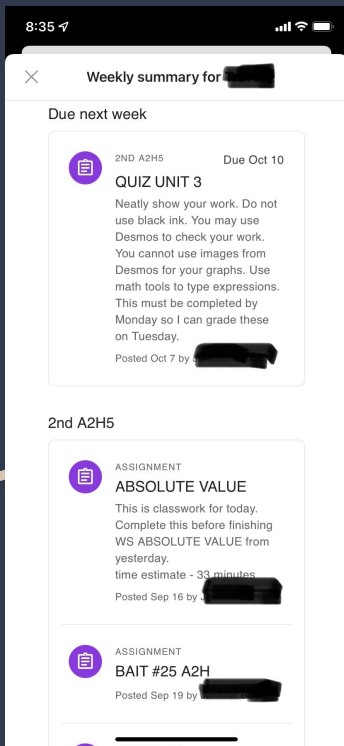 8:35
Weekly summary for
Due next week
2ND A2H5
Due Oct 10
QUIZ UNIT 3
Neatly show your work. Do not
use black ink. You may use
Desmos to check your work.
You cannot use images from
Desmos for your graphs. Use
math tools to type expressions.
This must be completed by
Monday so I can grade these
on Tuesday.
Posted Oct 7 by
2nd A2H5
ASSIGNMENT
ABSOLUTE VALUE
This is classwork for today.
Complete this before finishing
WS ABSOLUTE VALUE from
yesterday.
time estimate - 33 minutes
Posted Sep 16 by
ASSIGNMENT
BAIT #25 A2H
Posted Sep 19 by